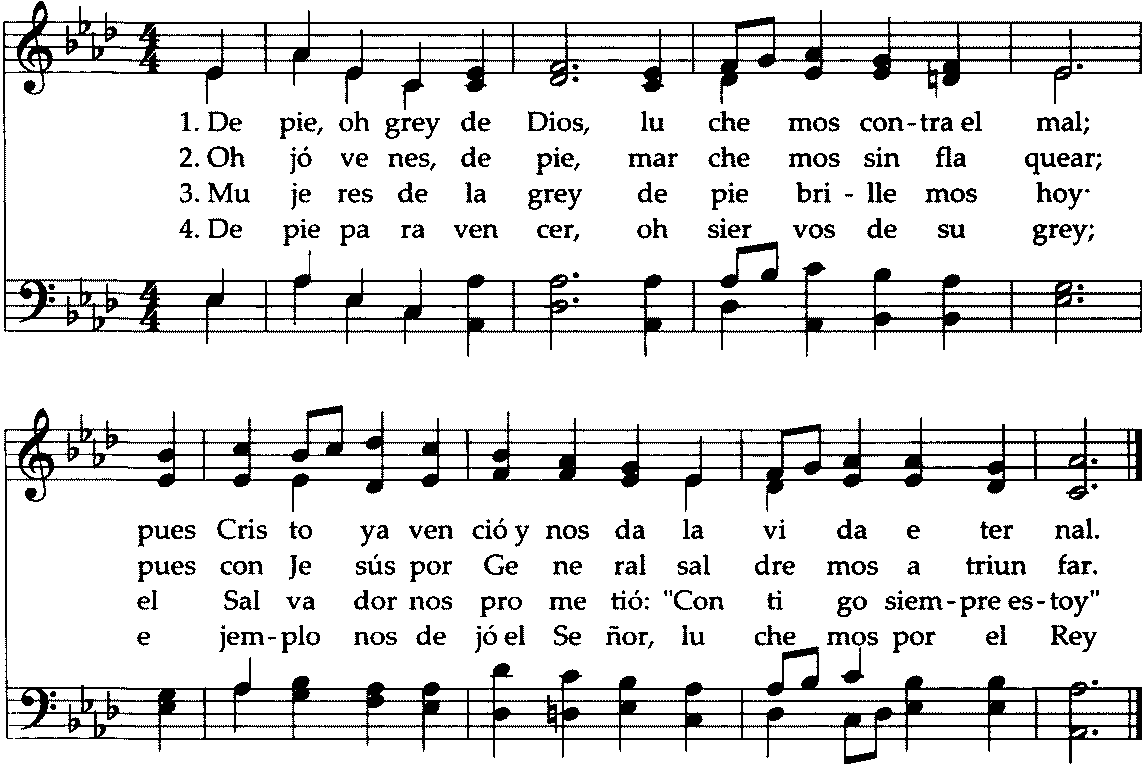 4 4
1. De pie, oh grey de Dios, lu che mos con-tra el mal;
2. Oh jó ve nes, de pie, mar che mos sin fla quear;
3. Mu je res de la grey de pie bri - lle mos hoy·
4. De pie pa ra ven cer, oh sier vos de su grey;
4 4
pues Cris to ya ven ció y nos da la vi da e ter nal.
pues con Je sús por Ge ne ral sal dre mos a triun far.
el Sal va dor nos pro me tió: "Con ti go siem-pre es-toy"
e jem-plo nos de jó el Se ñor, lu che mos por el Rey